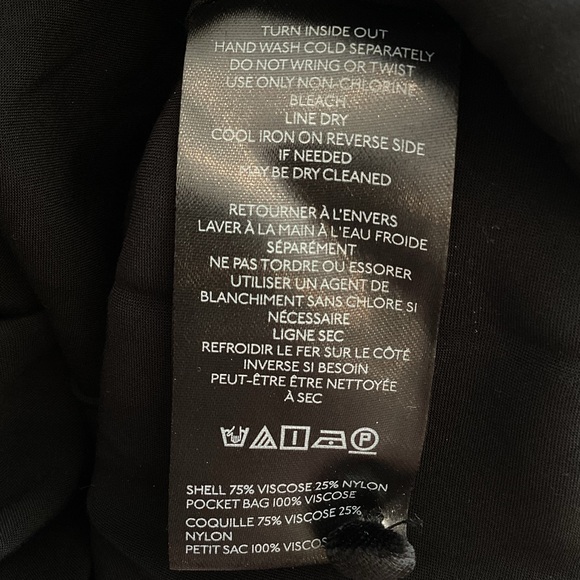 TURN INSIDE OUT
HAND WASH COLD SEPARATELY
DO NOT WRING OR TWIST
USE ONLY NON-CHLORINE
BLEACH
LINE DRY
COOL IRON ON REVERSE SIDE
IF NEEDED
MAY BE DRY CLEANED
RETOURNER À L'ENVERS
LAVER À LA MAIN À L'EAU FROIDE
SÉPARÉMENT
NE PAS TORDRE OU ESSORER
UTILISER UN AGENT DE
BLANCHIMENT SANS CHLORE SI
NÉCESSAIRE
LIGNE SEC
REFROIDIR LE FER SUR LE CÔTÉ
INVERSE SI BESOIN
PEUT-ÊTRE ÊTRE NETTOYÉE
À SEC
P
SHELL 75% VISCOSE 25% NYLON
POCKET BAG 100% VISCOSE
COQUILLE 75% VISCOSE 25%
NYLON
PETIT SAC 100%